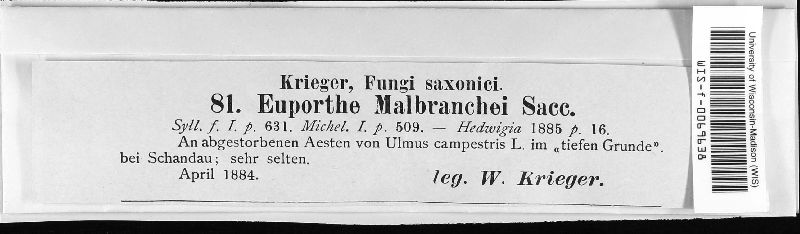 Krieger, Fungi saxonici.
81. Euporthe Malbranchei Sacc.
Syll. f. I. p. 631. Michel. I. p. 509. — Hedwigia 1885 p. 16.
An abgestorbenen Aesten von Ulmus campestris L. im „tiefen Grunde”.
bei Schandau; sehr selten.
April 1884.
leg. W. Krieger.
University of Wisconsin-Madison (WIS)
WIS-f-0069638